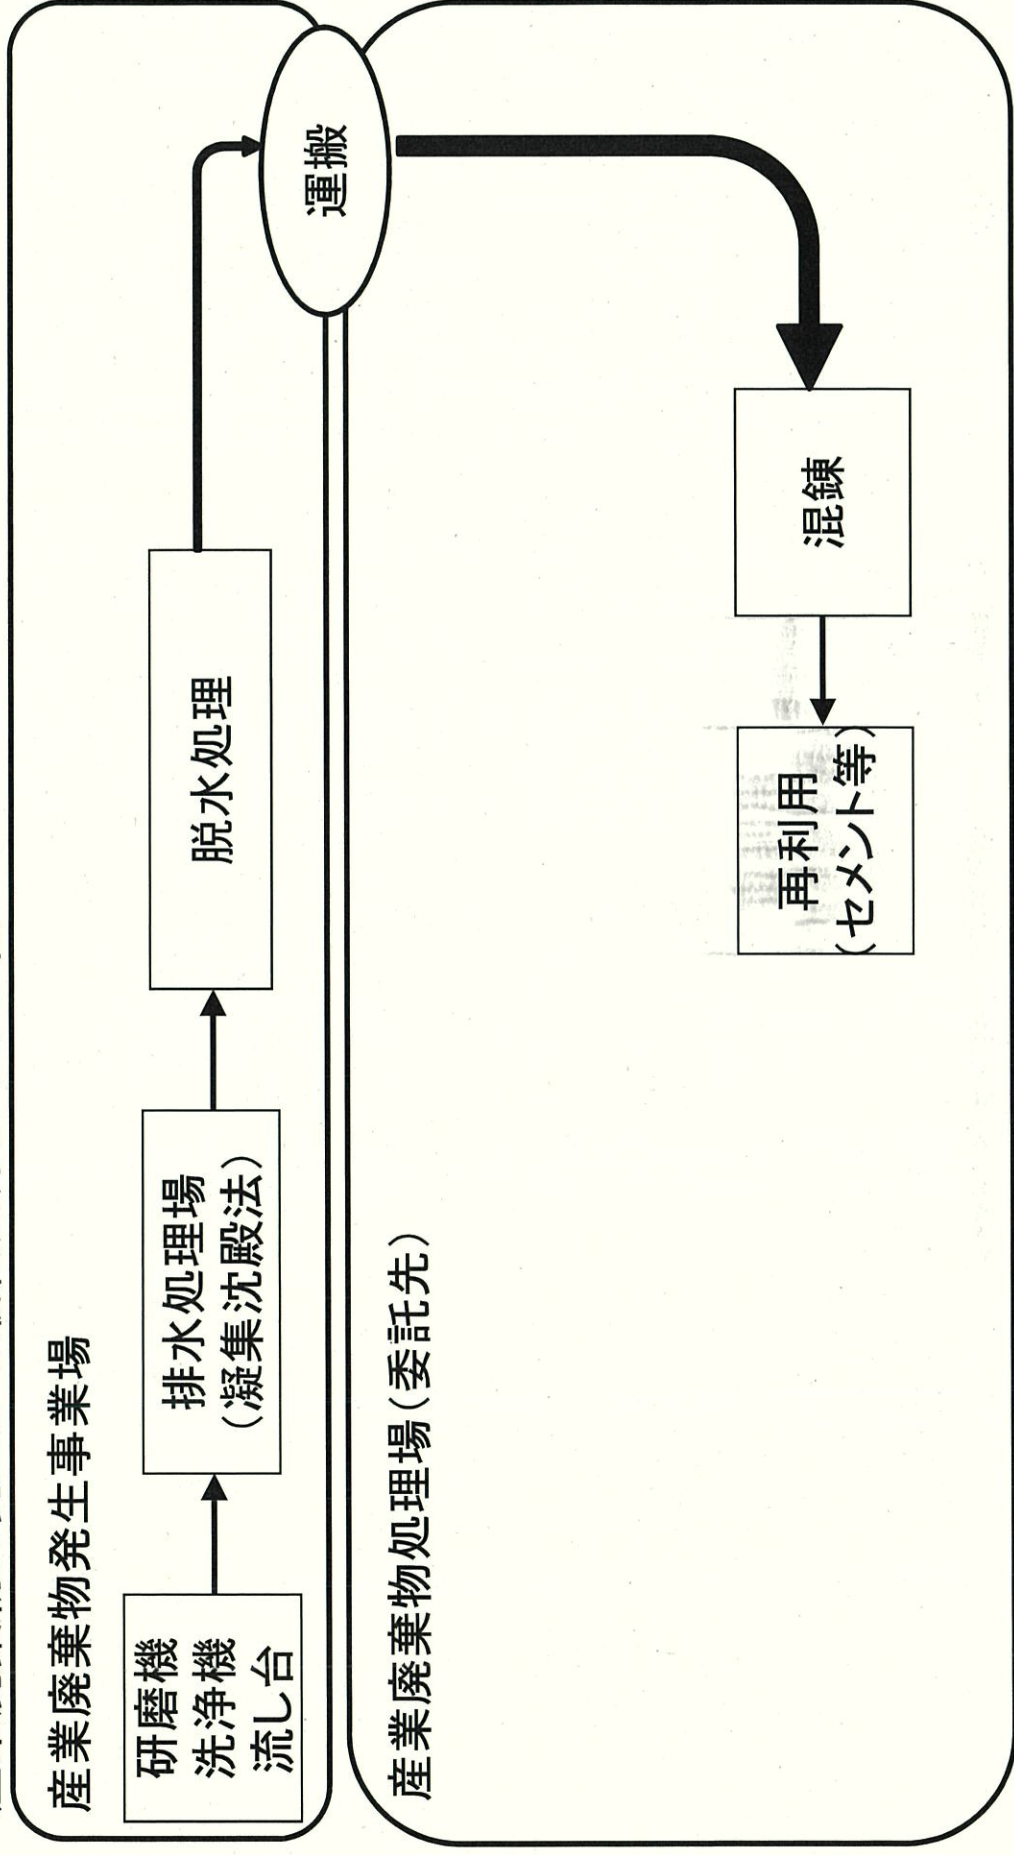 産業廃棄物発生事業場
研磨機
洗浄機
流し台
排水処理場
（凝集沈殿法）
脱水処理
運搬
産業廃棄物処理場（委託先）
混錬
再利用
（セメント等）